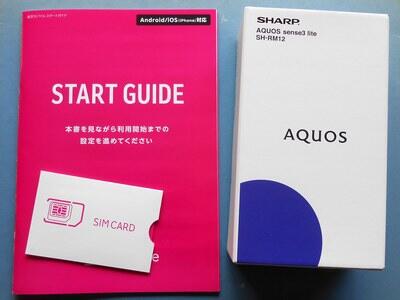 Android/iOS(iPhone)対応
START GUIDE
本書を見ながら利用開始までの
設定を進めてください
SIM CARD
e
SHARP
AQUOS sense3 lite
SH-RM12
AQUOS